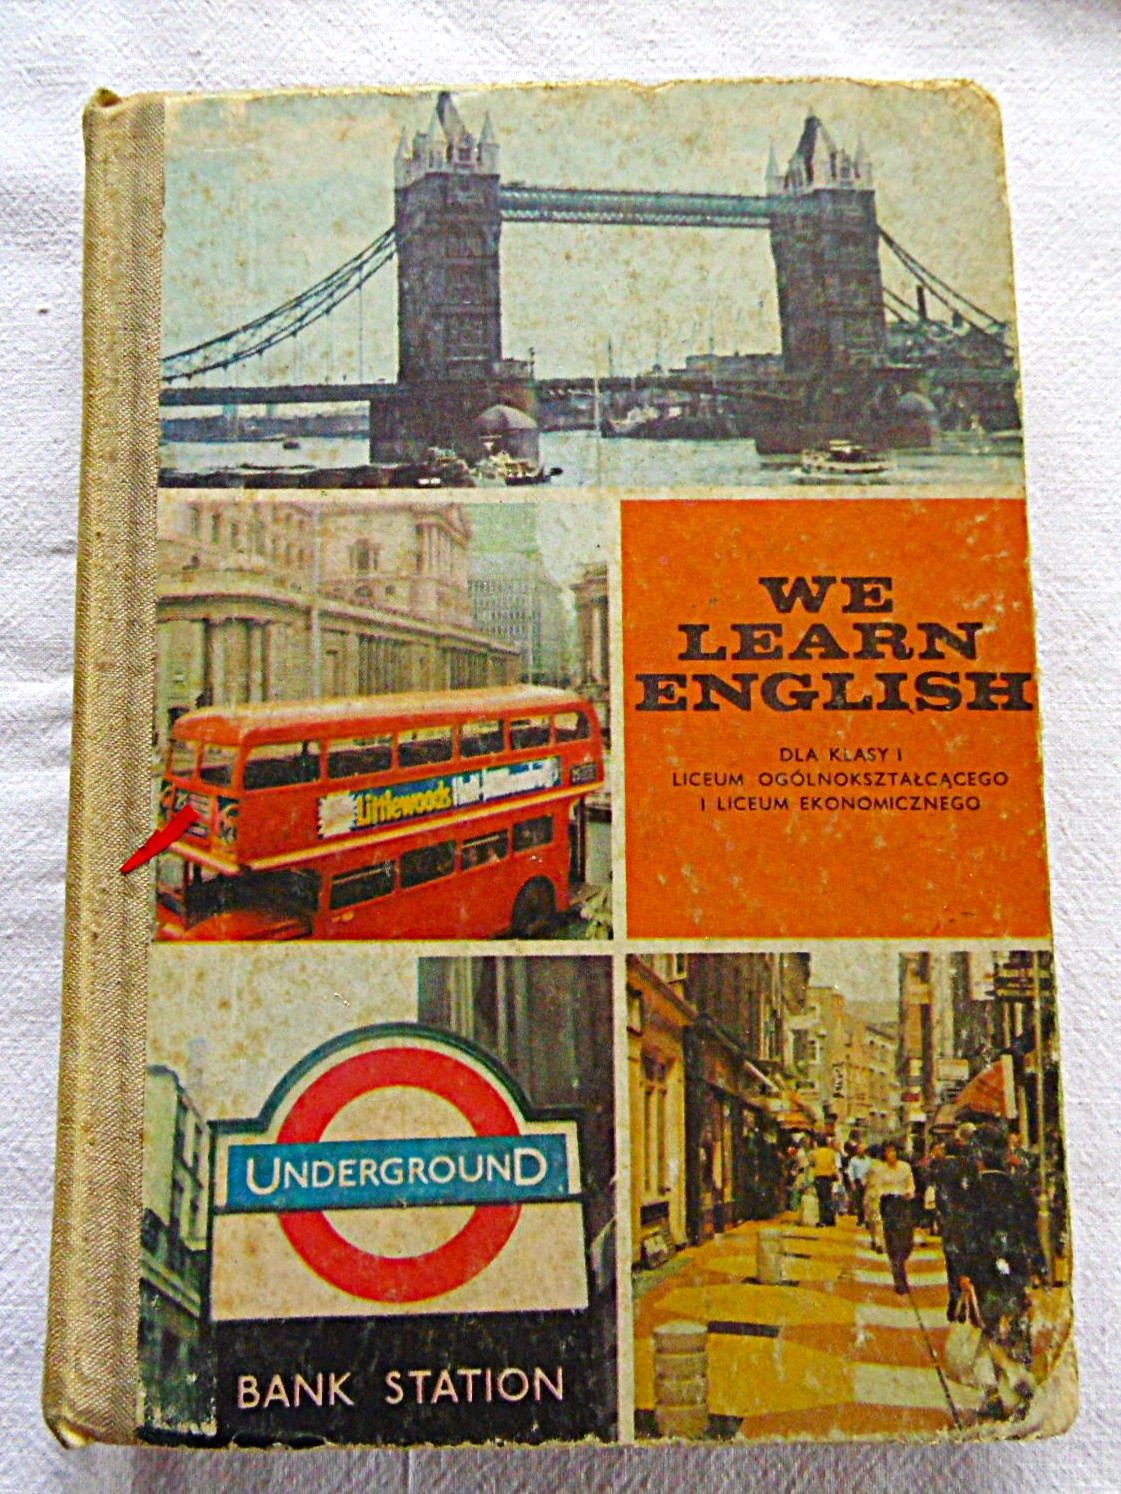 WE
LEARN
ENGLISH
DLA KLASY I
LICEUM OGÓLNOKSZTAŁCĄCEGO
I LICEUM EKONOMICZNEGO
Littlewoods
UNDERGROUND
BANK STATION